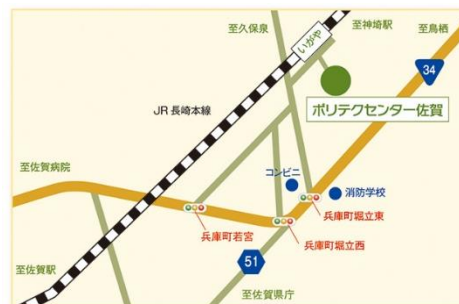 至久保泉
至神埼駅
至鳥栖
いがや
34
JR 長崎本線
ポリテクセンター佐賀
至佐賀病院
コンビニ
消防学校
兵庫町若宮
兵庫町堀立東
兵庫町堀立西
至佐賀駅
51
至佐賀県庁